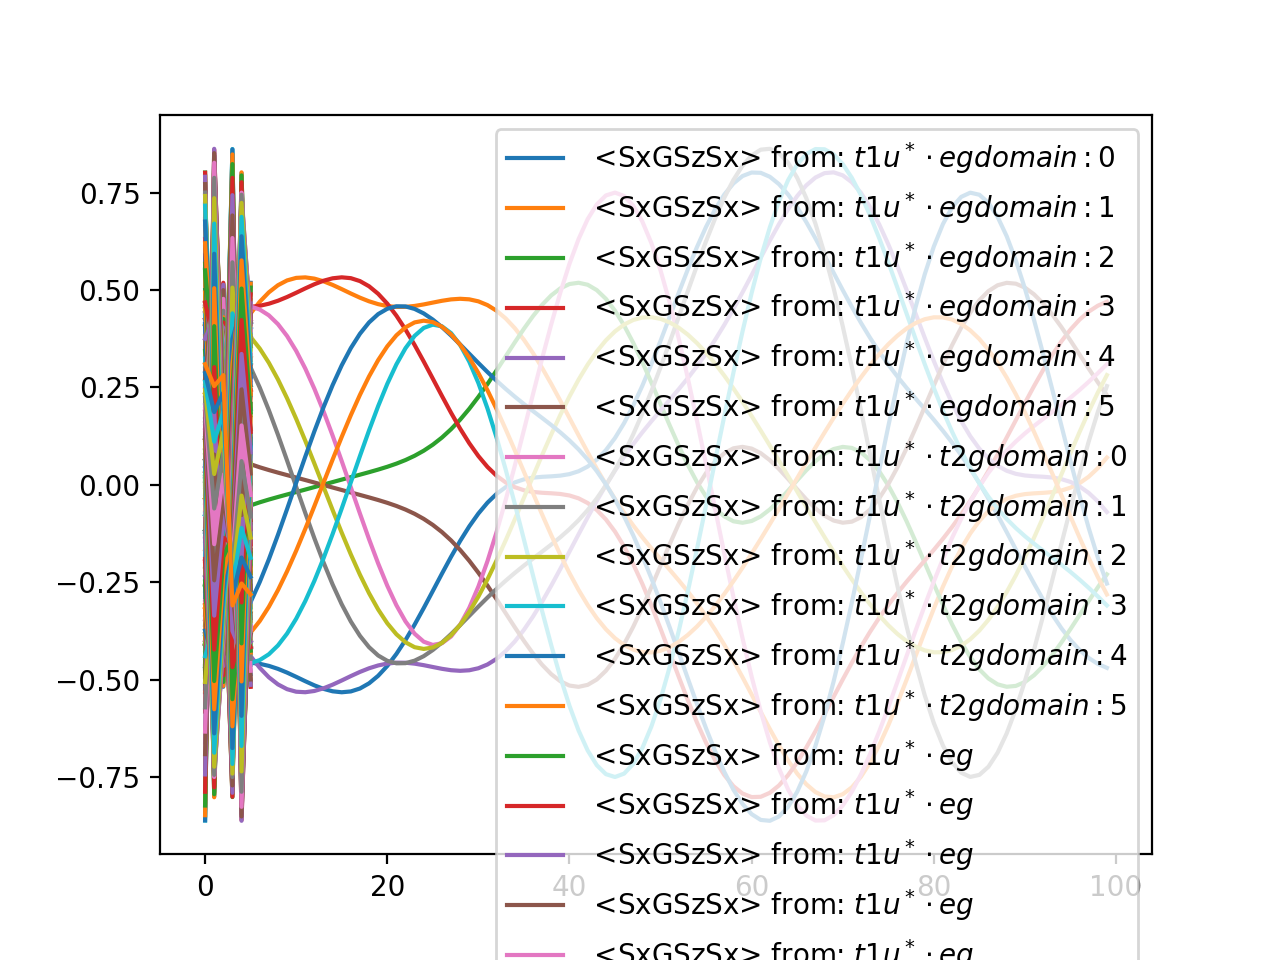 0.75
0.50
0.25
0.00
−0.25
−0.50
−0.75
0 20 40 60 80 100
<SxGSzSx> from: t1u* · egdomain : 0
<SxGSzSx> from: t1u* · egdomain : 1
<SxGSzSx> from: t1u* · egdomain : 2
<SxGSzSx> from: t1u* · egdomain : 3
<SxGSzSx> from: t1u* · egdomain : 4
<SxGSzSx> from: t1u* · egdomain : 5
<SxGSzSx> from: t1u* · t2gdomain : 0
<SxGSzSx> from: t1u* · t2gdomain : 1
<SxGSzSx> from: t1u* · t2gdomain : 2
<SxGSzSx> from: t1u* · t2gdomain : 3
<SxGSzSx> from: t1u* · t2gdomain : 4
<SxGSzSx> from: t1u* · t2gdomain : 5
<SxGSzSx> from: t1u* · eg
<SxGSzSx> from: t1u* · eg
<SxGSzSx> from: t1u* · eg
<SxGSzSx> from: t1u* · eg
<SxGSzSx> from: t1u* · eg